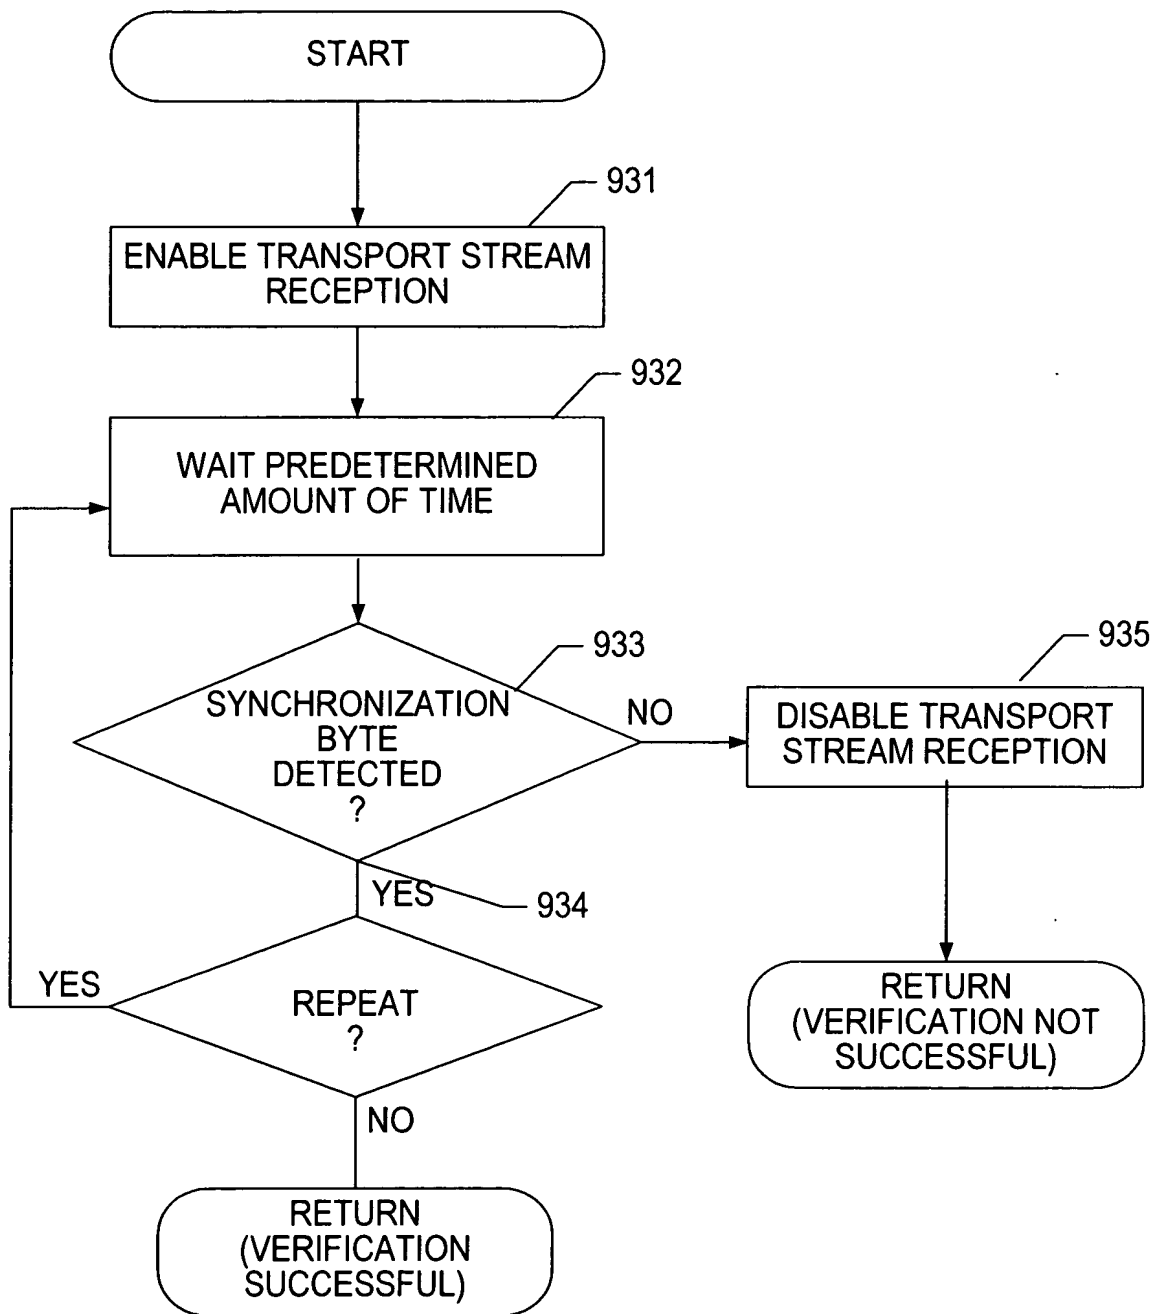 START
931
ENABLE TRANSPORT STREAM
RECEPTION
932
WAIT PREDETERMINED
AMOUNT OF TIME
933
SYNCHRONIZATION
BYTE
DETECTED
?
NO
935
DISABLE TRANSPORT
STREAM RECEPTION
YES
934
YES
REPEAT
?
RETURN
(VERIFICATION NOT
SUCCESSFUL)
NO
RETURN
(VERIFICATION
SUCCESSFUL)